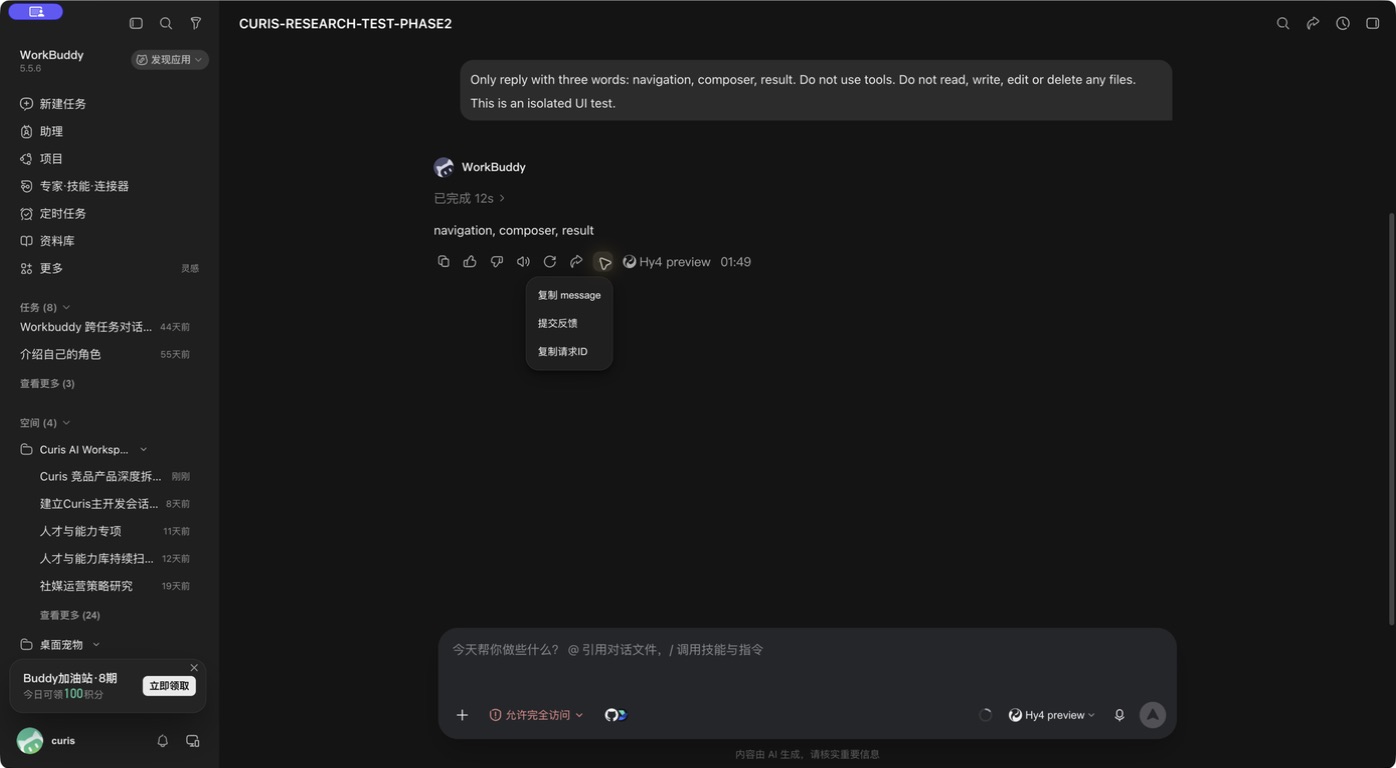 CURIS-RESEARCH-TEST-PHASE2
WorkBuddy
5.5.6
发现应用
新建任务
助理
项目
专家·技能·连接器
定时任务
资料库
更多
灵感
任务 (8)
Workbuddy 跨任务对话... 44天前
介绍自己的角色 55天前
查看更多 (3)
空间 (4)
Curis AI Worksp...
Curis 竞品产品深度拆... 刚刚
建立Curis主开发会话... 8天前
人才与能力专项 11天前
人才与能力库持续扫... 12天前
社媒运营策略研究 19天前
查看更多 (24)
桌面宠物
Buddy加油站·8期
今日可领100积分
立即领取
curis
Only reply with three words: navigation, composer, result. Do not use tools. Do not read, write, edit or delete any files.
This is an isolated UI test.
WorkBuddy
已完成 12s
navigation, composer, result
Hy4 preview 01:49
复制 message
提交反馈
复制请求ID
今天帮你做些什么? @ 引用对话文件, / 调用技能与指令
允许完全访问
Hy4 preview
内容由 AI 生成，请核实重要信息